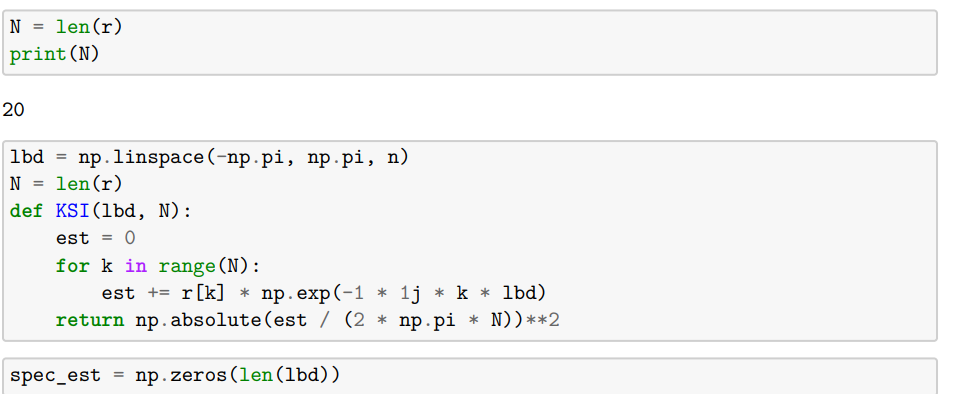 N = len(r)
print(N)
20
lbd = np.linspace(-np.pi, np.pi, n)
N = len(r)
def KSI(lbd, N):
    est = 0
    for k in range(N):
        est += r[k] * np.exp(-1 * 1j * k * lbd)
    return np.absolute(est / (2 * np.pi * N))**2
spec_est = np.zeros(len(lbd))